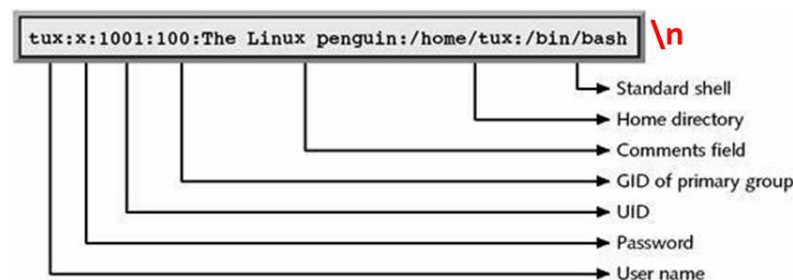 tux:x:1001:100:The Linux penguin:/home/tux:/bin/bash \n
Standard shell
Home directory
Comments field
GID of primary group
UID
Password
User name